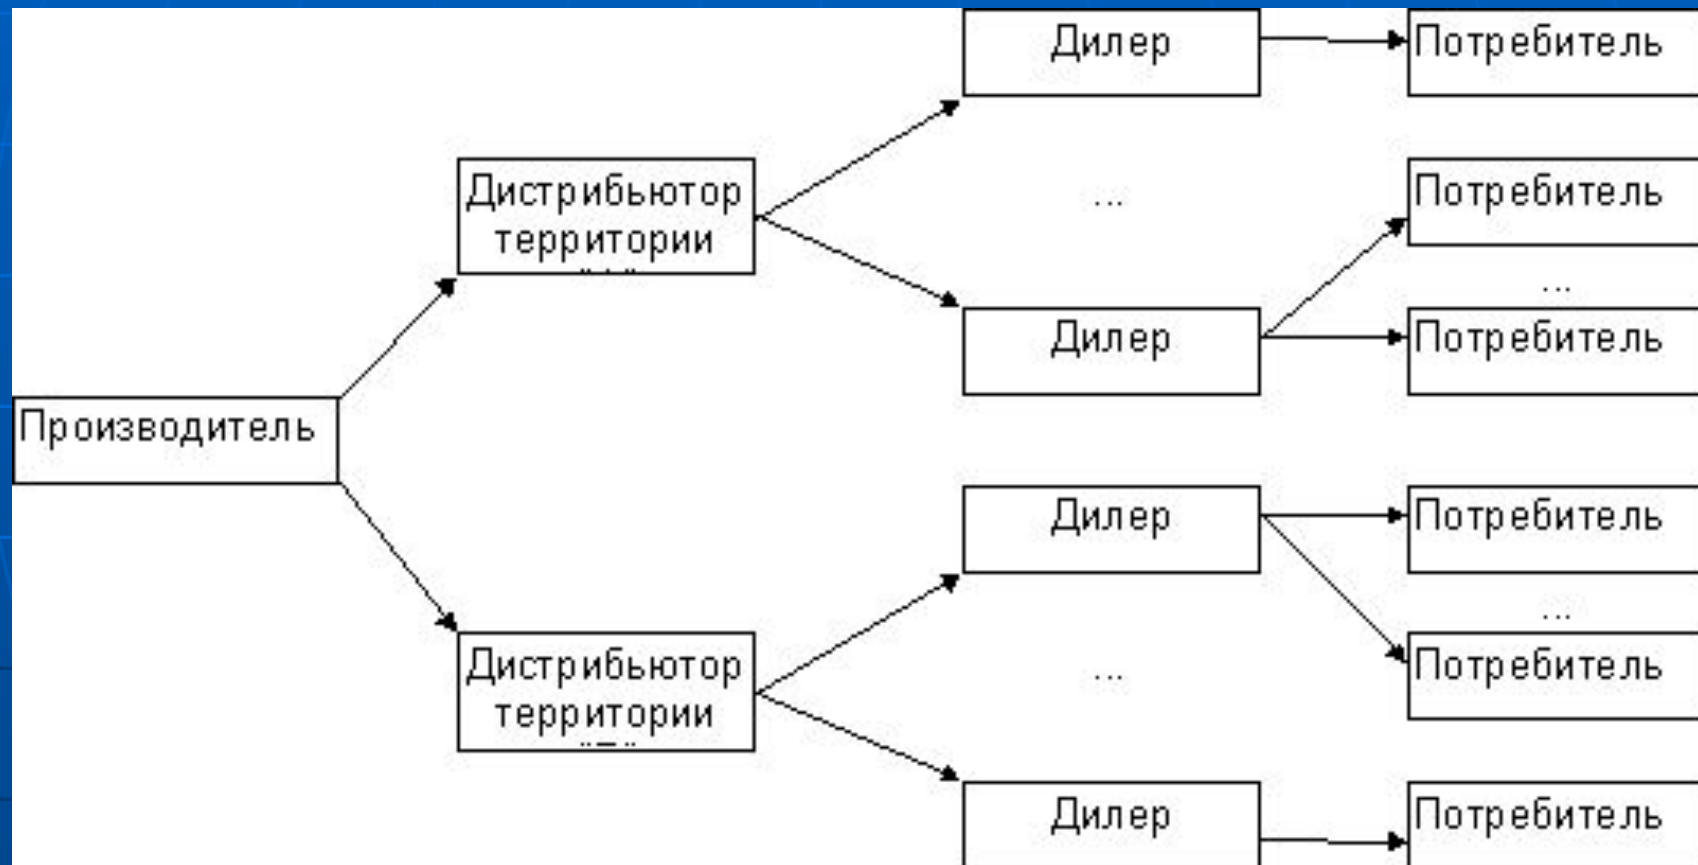 Дилер
Потребитель
Дистрибьютор
территории
...
Потребитель
...
Дилер
Потребитель
Производитель
Дилер
Потребитель
...
Дистрибьютор
территории
...
Потребитель
Дилер
Потребитель